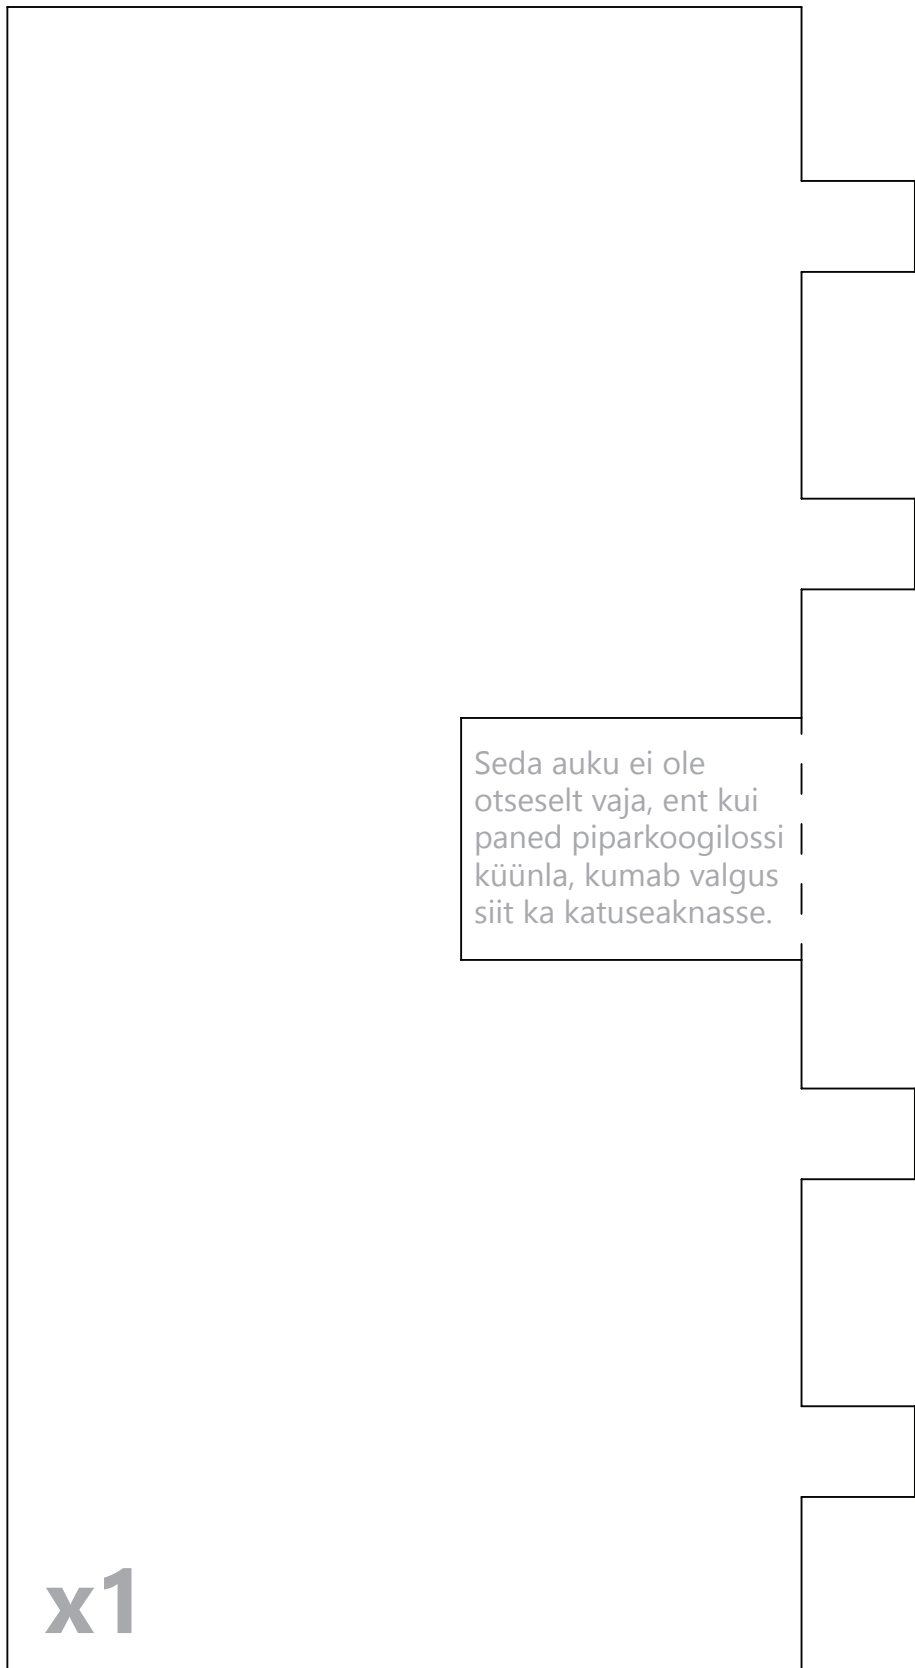 Seda auku ei ole
otseselt vaja, ent kui
paned piparkoogilossi
küünla, kumab valgus
siit ka katuseaknasse.
x1